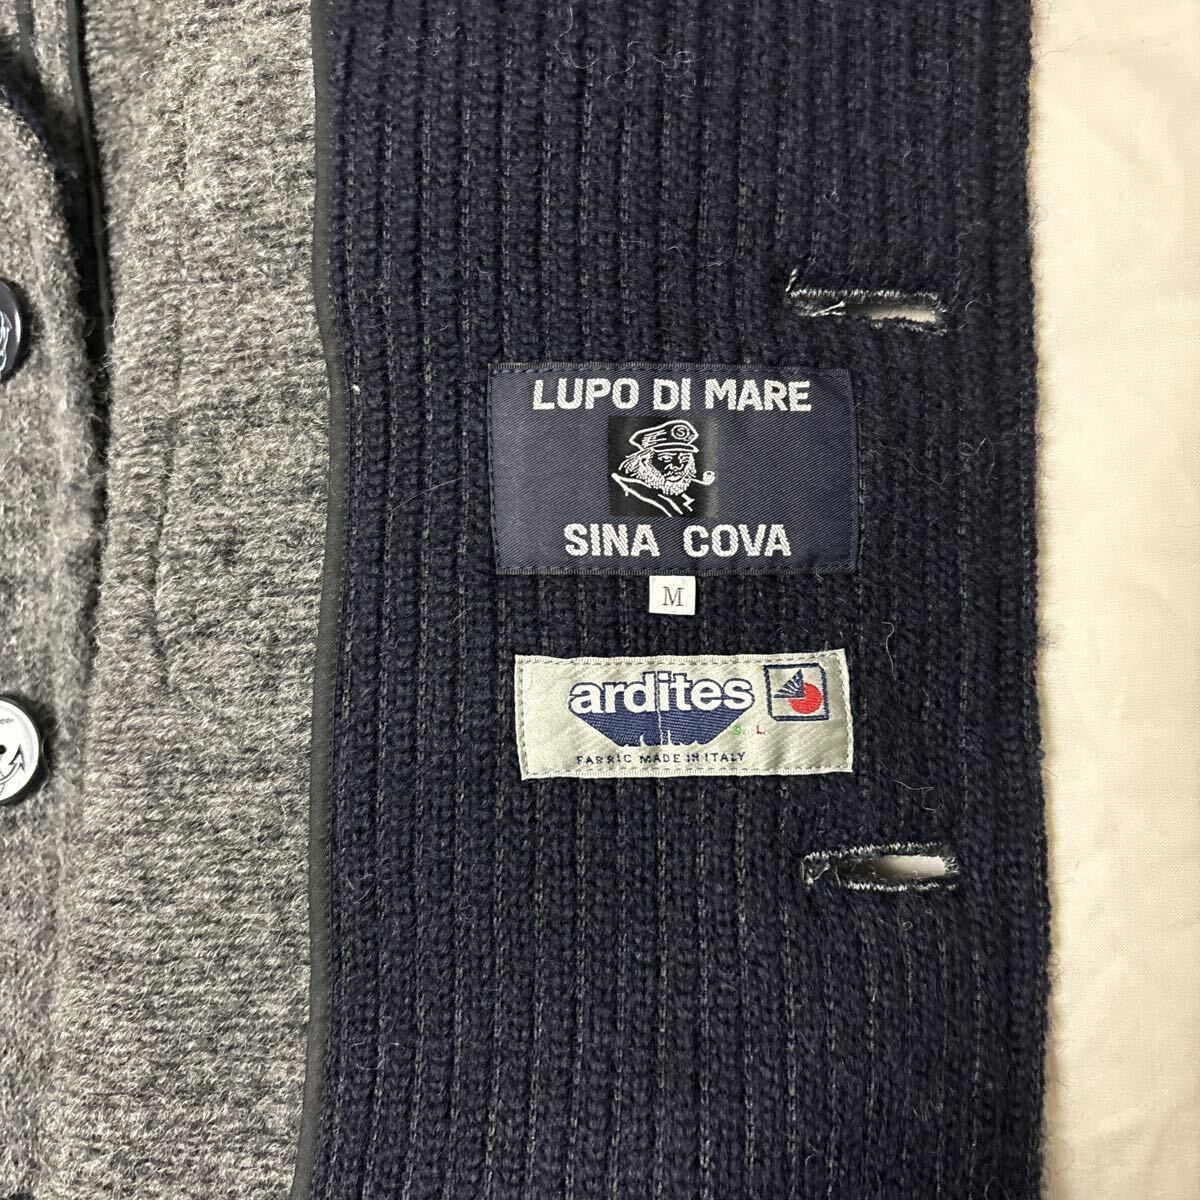 LUPO DI MARE
S
SINA COVA
M
ardites
S. L.
FABRIC MADE IN ITALY